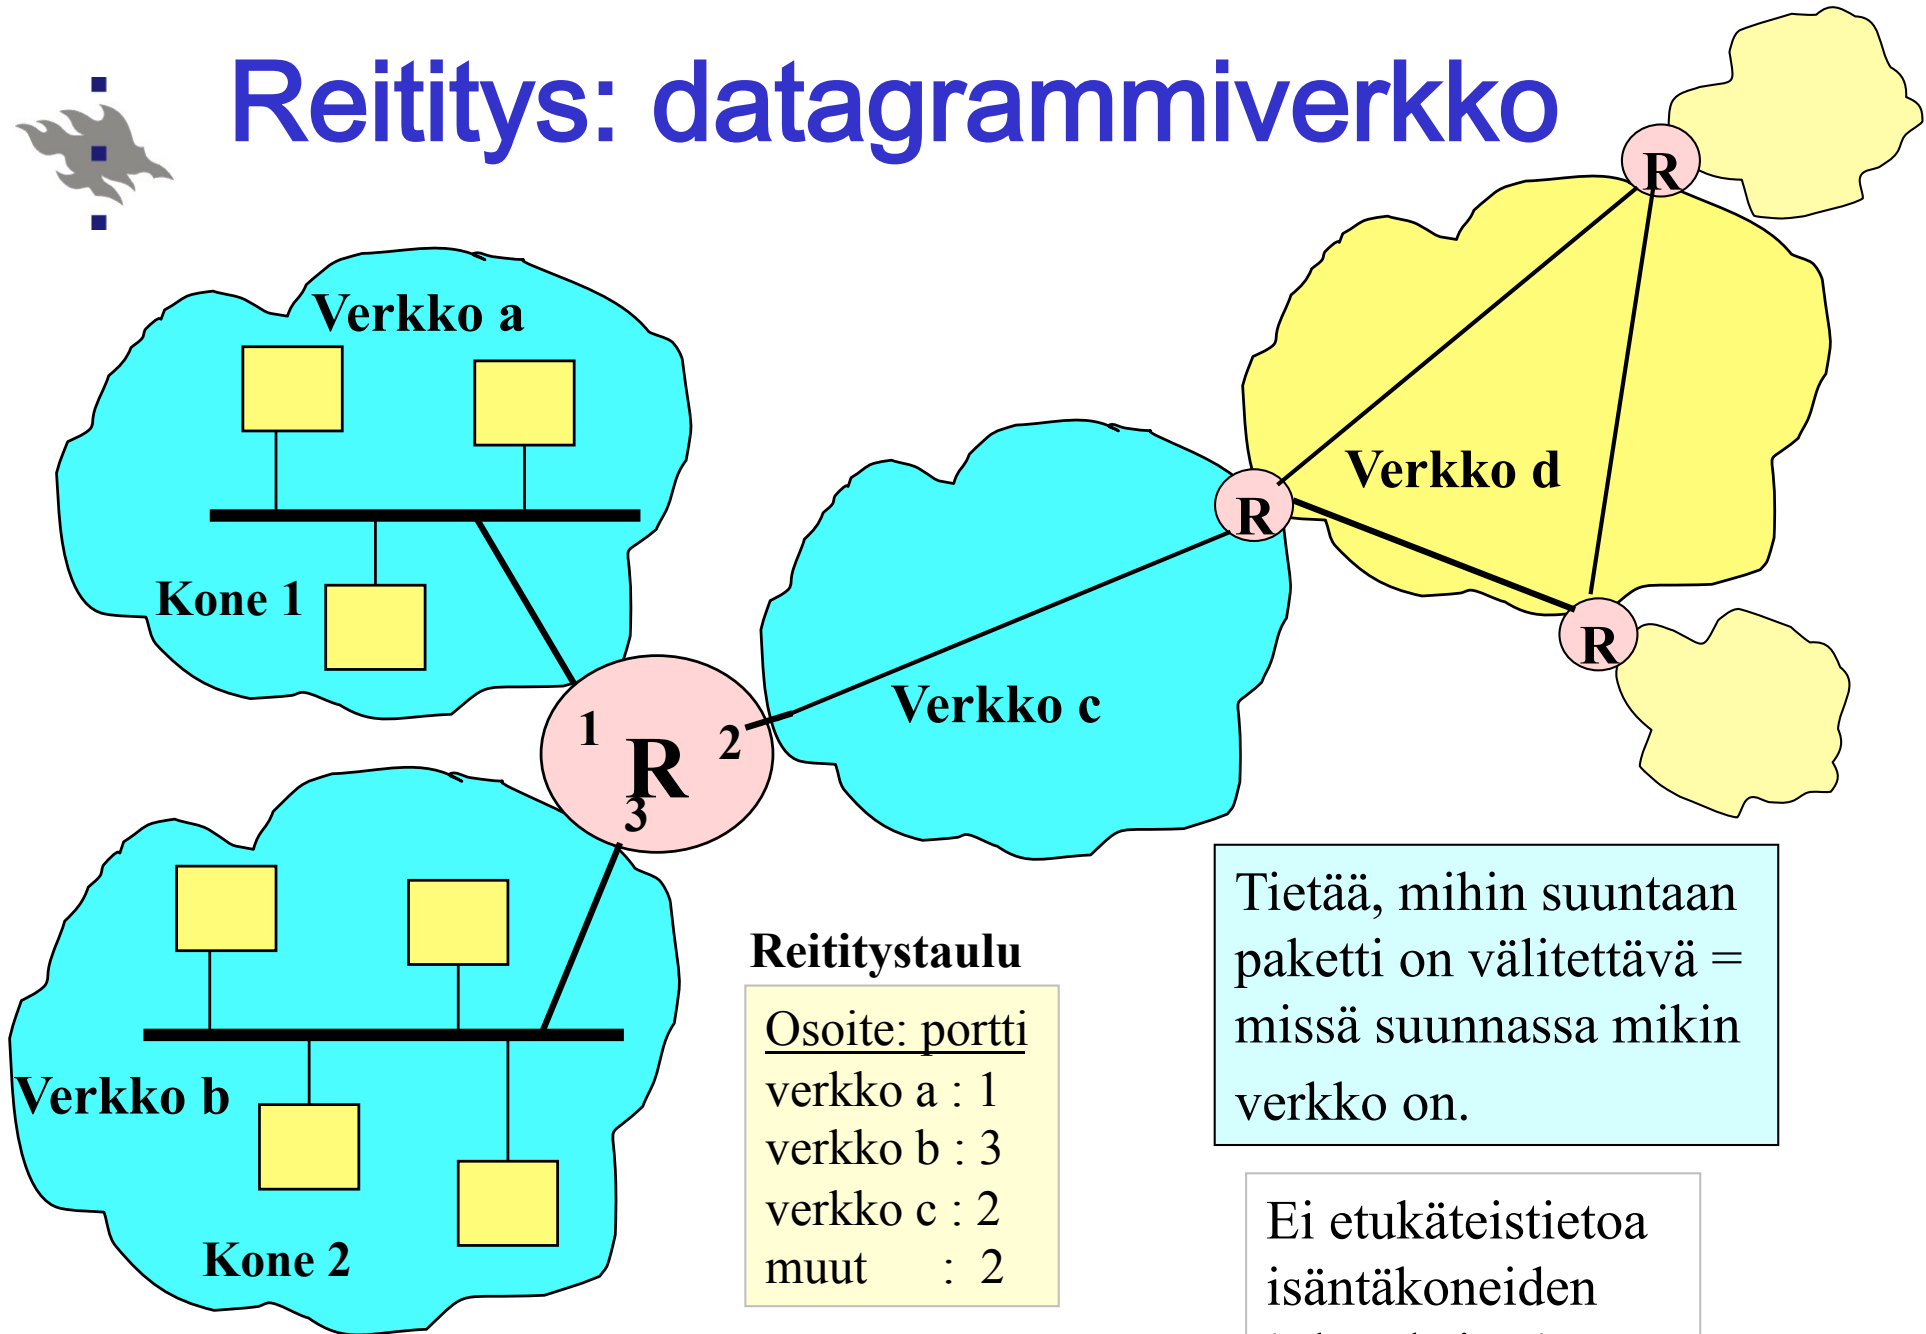 Reititys: datagrammiverkko
R
Verkko a
Verkko d
R
Kone 1
R
Verkko c
1
R
2
3
Verkko b
Kone 2
Reititystaulu
Osoite: portti
verkko a : 1
verkko b : 3
verkko c : 2
muut : 2
Tietää, mihin suuntaan
paketti on välitettävä =
missä suunnassa mikin
verkko on.
Ei etukäteistietoa
isäntäkoneiden